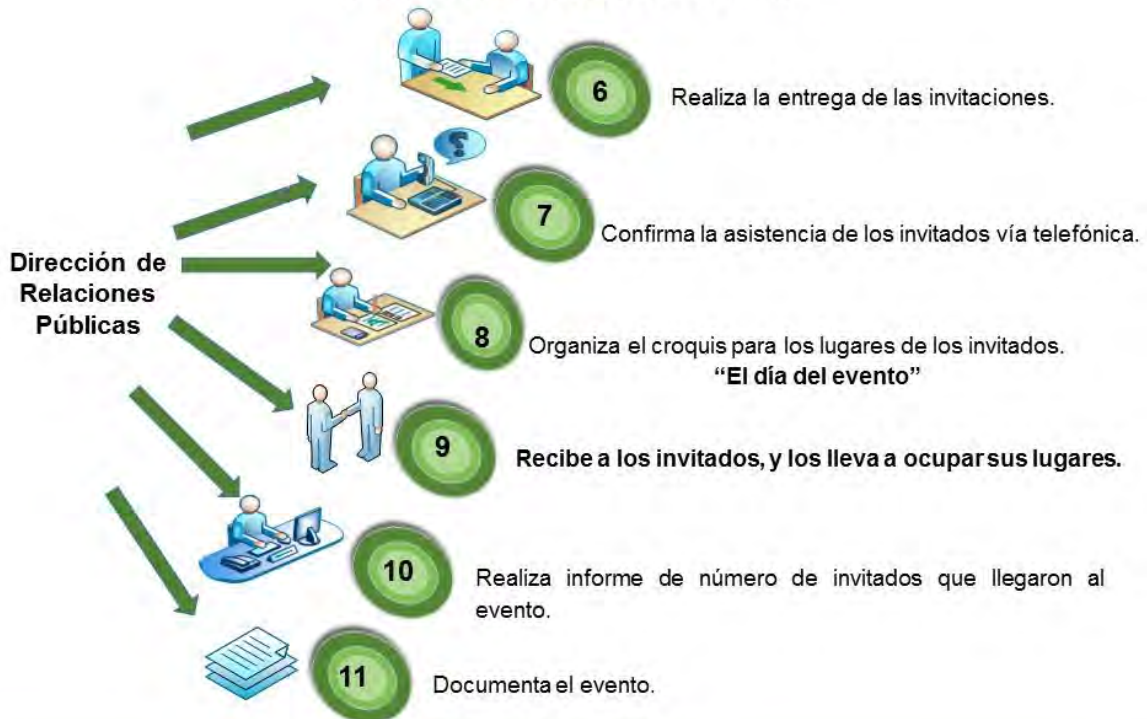 6
Realiza la entrega de las invitaciones.
?
7
Confirma la asistencia de los invitados vía telefónica.
Dirección de
Relaciones
Públicas
8
Organiza el croquis para los lugares de los invitados.
“El día del evento”
9
Recibe a los invitados, y los lleva a ocupar sus lugares.
10
Realiza informe de número de invitados que llegaron al
evento.
11
Documenta el evento.